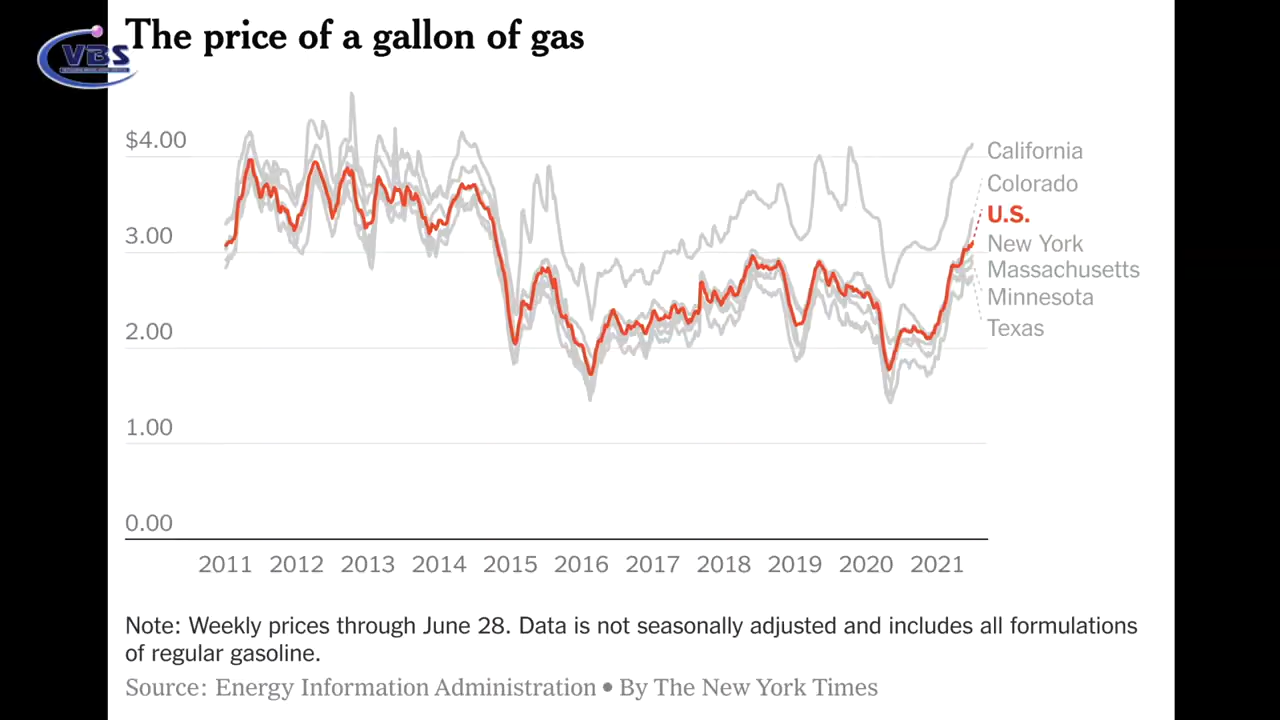 The price of a gallon of gas
VBS
$4.00
3.00
2.00
1.00
0.00
California
Colorado
U.S.
New York
Massachusetts
Minnesota
Texas
2011 2012 2013 2014 2015 2016 2017 2018 2019 2020 2021
Note: Weekly prices through June 28. Data is not seasonally adjusted and includes all formulations
of regular gasoline.
Source: Energy Information Administration • By The New York Times